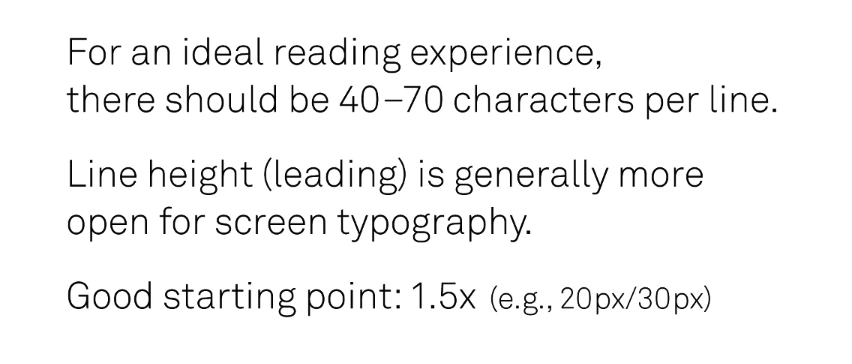 For an ideal reading experience,
there should be 40–70 characters per line.
Line height (leading) is generally more
open for screen typography.
Good starting point: 1.5x (e.g., 20px/30px)